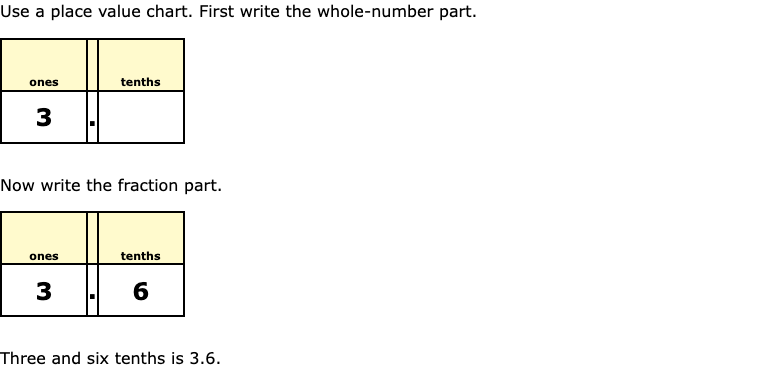 Use a place value chart. First write the whole-number part.
ones tenths
3 .
Now write the fraction part.
ones tenths
3 . 6
Three and six tenths is 3.6.